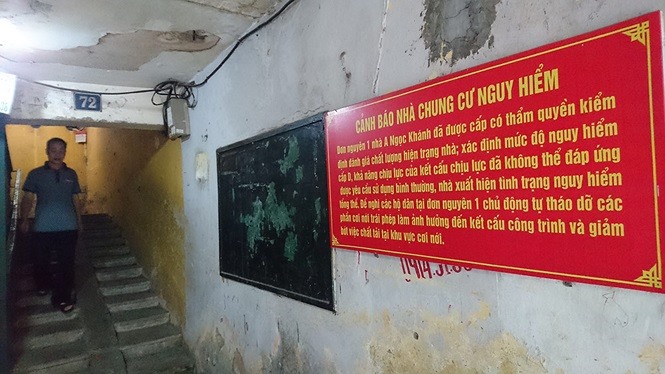 72
CẢNH BÁO NHÀ CHUNG CƯ NGUY HIỂM
Đơn nguyên 1 nhà A Ngọc Khánh đã được cấp có thẩm quyền kiểm
định đánh giá chất lượng hiện trạng nhà; xác định mức độ nguy hiểm
cấp D, khả năng chịu lực của kết cấu chịu lực đã không thể đáp ứng
được yêu cầu sử dụng bình thường, nhà xuất hiện tình trạng nguy hiểm
tổng thể. Đề nghị các hộ dân tại đơn nguyên 1 chủ động tự tháo dỡ các
phần cơi nới trái phép làm ảnh hưởng đến kết cấu công trình và giảm
bớt việc chất tải tại khu vực cơi nới.